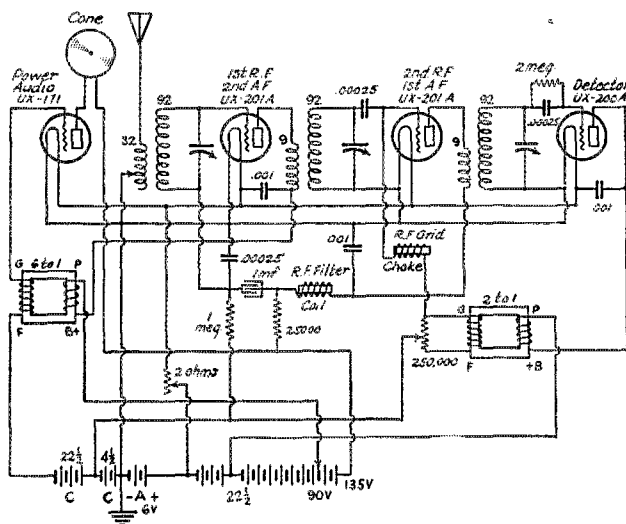 Cone
Power
Audio
UX-171
1st R.F
2nd A F
UX-201A
2nd R.F
1st A.F
UX-201A
2 meg.
Detector
UX-200A
32
92
9
92
.00025
9
92
.00025
.001
.001
.001
.00025
1mf
R.F. Filter
Coil
R.F. Grid
Choke
1
meg
25000
G 6 to 1 P
F B+
G 2 to 1 P
F +B
250,000
2 ohms
22½
C
4½
C
-A+
6V
22½
90V
135V